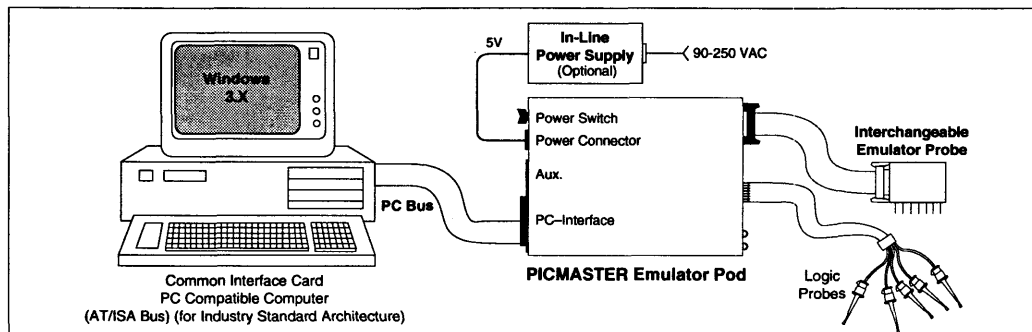 Windows
3.X
5V
In-Line
Power Supply
(Optional)
90-250 VAC
Power Switch
Power Connector
Aux.
PC–Interface
PC Bus
Interchangeable
Emulator Probe
Logic
Probes
PICMASTER Emulator Pod
Common Interface Card
PC Compatible Computer
(AT/ISA Bus) (for Industry Standard Architecture)